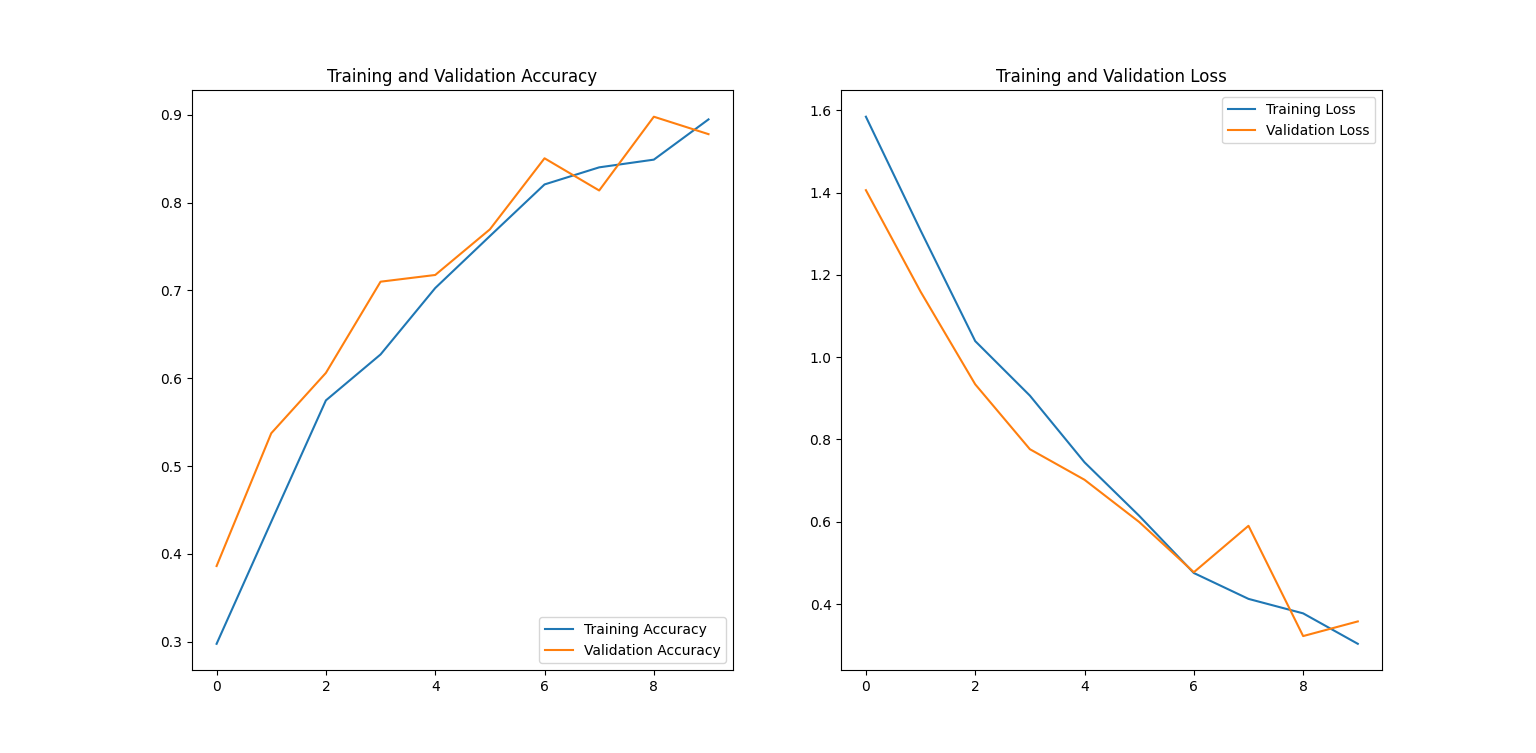 Training and Validation Accuracy
0.9
0.8
0.7
0.6
0.5
0.4
0.3
0 2 4 6 8
Training Accuracy
Validation Accuracy
Training and Validation Loss
1.6
1.4
1.2
1.0
0.8
0.6
0.4
0 2 4 6 8
Training Loss
Validation Loss